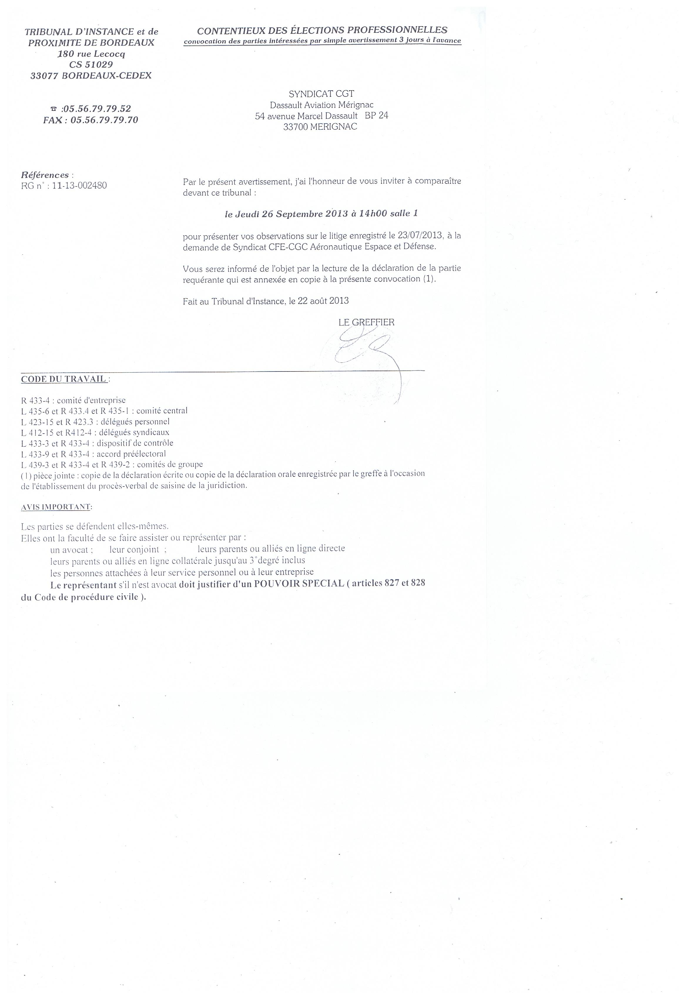 TRIBUNAL D'INSTANCE et de
PROXIMITE DE BORDEAUX
180 rue Lecocq
CS 51029
33077 BORDEAUX-CEDEX
☎ :05.56.79.79.52
FAX : 05.56.79.79.70
CONTENTIEUX DES ÉLECTIONS PROFESSIONNELLES
convocation des parties intéressées par simple avertissement 3 jours à l'avance
SYNDICAT CGT
Dassault Aviation Mérignac
54 avenue Marcel Dassault BP 24
33700 MERIGNAC
Références :
RG n° : 11-13-002480
Par le présent avertissement, j'ai l'honneur de vous inviter à comparaître
devant ce tribunal :
le Jeudi 26 Septembre 2013 à 14h00 salle 1
pour présenter vos observations sur le litige enregistré le 23/07/2013, à la
demande de Syndicat CFE-CGC Aéronautique Espace et Défense.
Vous serez informé de l'objet par la lecture de la déclaration de la partie
requérante qui est annexée en copie à la présente convocation (1).
Fait au Tribunal d'Instance, le 22 août 2013
LE GREFFIER
CODE DU TRAVAIL :
R 433-4 : comité d'entreprise
L 435-6 et R 433.4 et R 435-1 : comité central
L 423-15 et R 423.3 : délégués personnel
L 412-15 et R412-4 : délégués syndicaux
L 433-3 et R 433-4 : dispositif de contrôle
L 433-9 et R 433-4 : accord préélectoral
L 439-3 et R 433-4 et R 439-2 : comités de groupe
(1) pièce jointe : copie de la déclaration écrite ou copie de la déclaration orale enregistrée par le greffe à l'occasion
de l'établissement du procès-verbal de saisine de la juridiction.
AVIS IMPORTANT:
Les parties se défendent elles-mêmes.
Elles ont la faculté de se faire assister ou représenter par :
un avocat ; leur conjoint ; leurs parents ou alliés en ligne directe
leurs parents ou alliés en ligne collatérale jusqu'au 3°degré inclus
les personnes attachées à leur service personnel ou à leur entreprise
Le représentant s'il n'est avocat doit justifier d'un POUVOIR SPECIAL ( articles 827 et 828
du Code de procédure civile ).